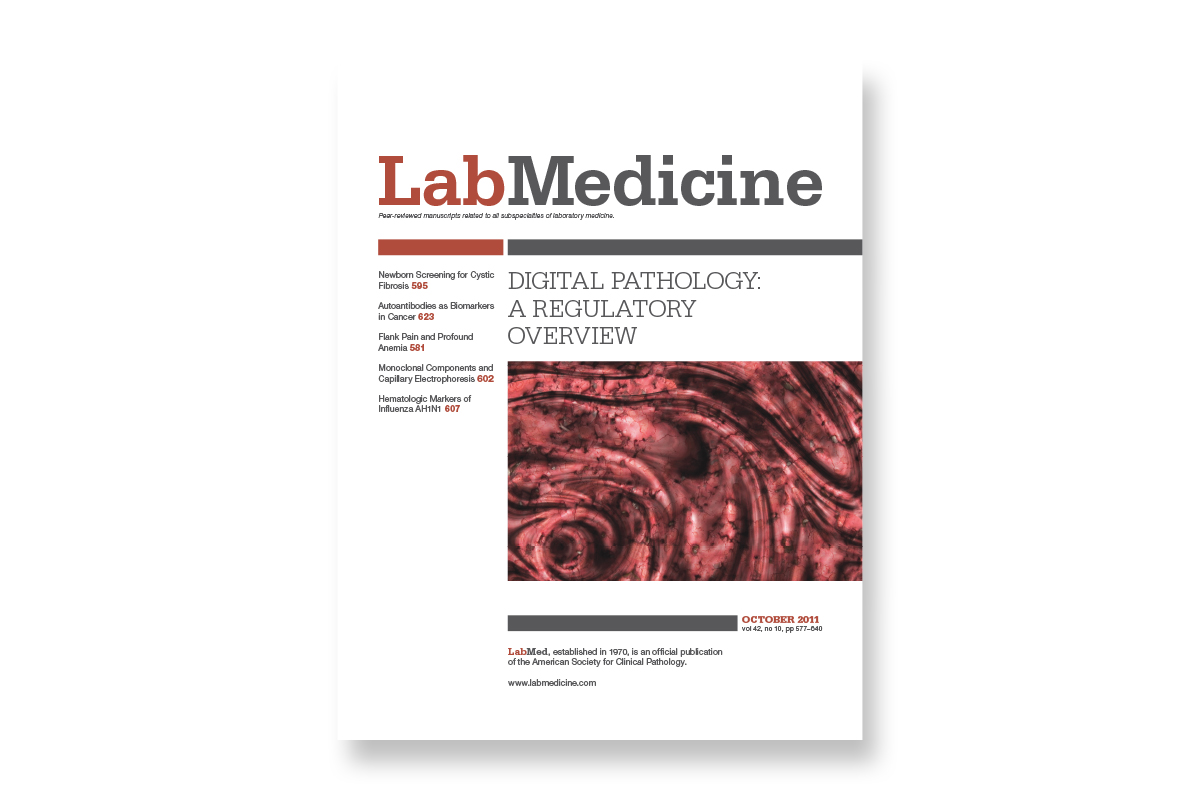 LabMedicine
Peer-reviewed manuscripts related to all subspecialties of laboratory medicine.
Newborn Screening for Cystic
Fibrosis 595
Autoantibodies as Biomarkers
in Cancer 623
Flank Pain and Profound
Anemia 581
Monoclonal Components and
Capillary Electrophoresis 602
Hematologic Markers of
Influenza AH1N1 607
DIGITAL PATHOLOGY:
A REGULATORY
OVERVIEW
OCTOBER 2011
vol 42, no 10, pp 577–640
LabMed, established in 1970, is an official publication
of the American Society for Clinical Pathology.
www.labmedicine.com